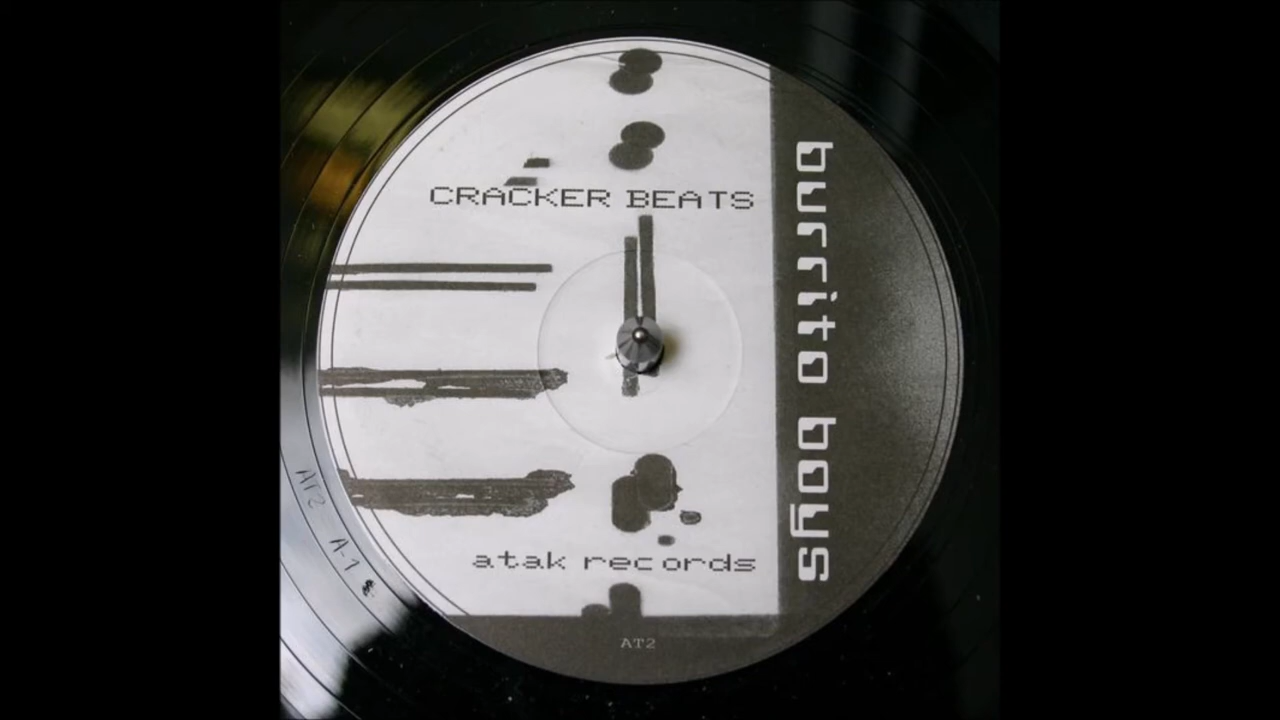 CRACKER BEATS
burrito boys
atak records
AT2
AT2 A-1